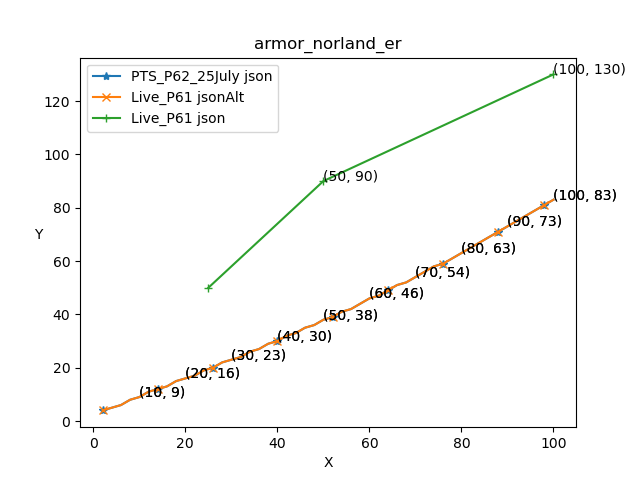 armor_norland_er
PTS_P62_25July json
Live_P61 jsonAlt
Live_P61 json
(100, 130)
(50, 90)
(100, 83)
(90, 73)
(80, 63)
(70, 54)
(60, 46)
(50, 38)
(40, 30)
(30, 23)
(20, 16)
(10, 9)
Y
120
100
80
60
40
20
0
0 20 40 60 80 100
X